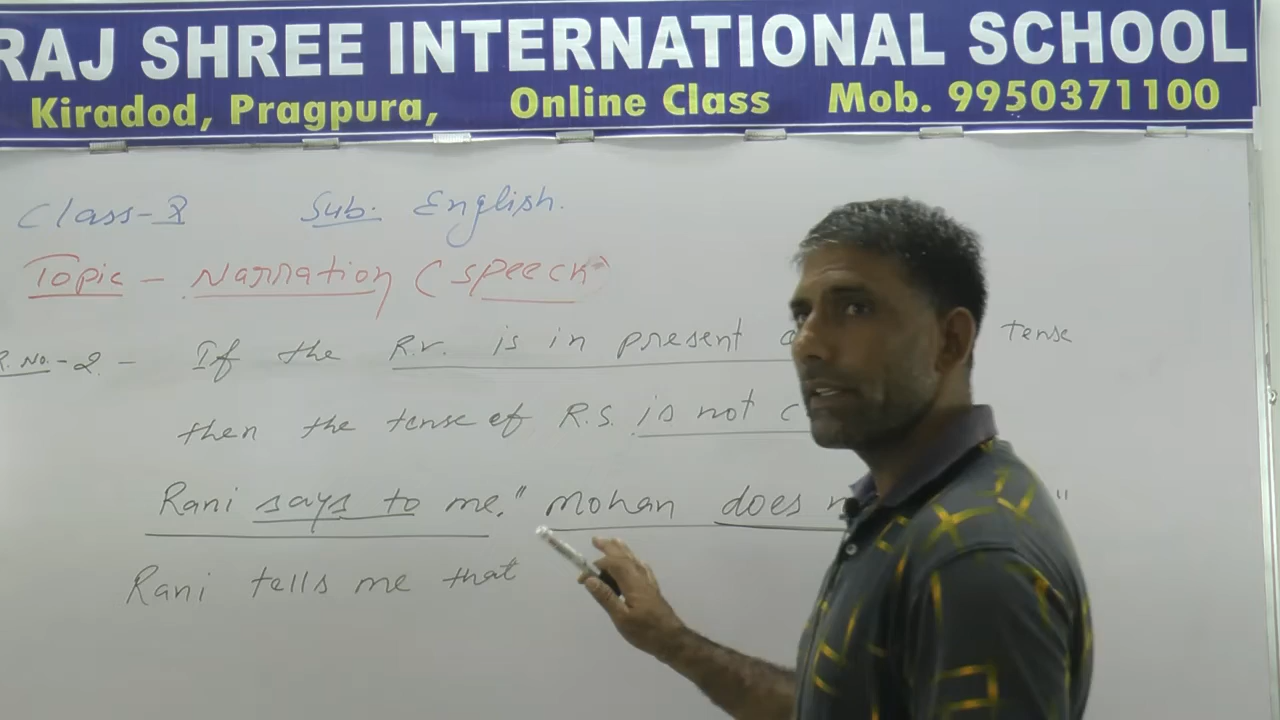 RAJ SHREE INTERNATIONAL SCHOOL
Kiradod, Pragpura, Online Class Mob. 9950371100
Class-X Sub. English.
Topic - Narration (speech)
R. No.-2 - If the R.V. is in present tense
then the tense of R.S. is not
Rani says to me, " Mohan does "
Rani tells me that